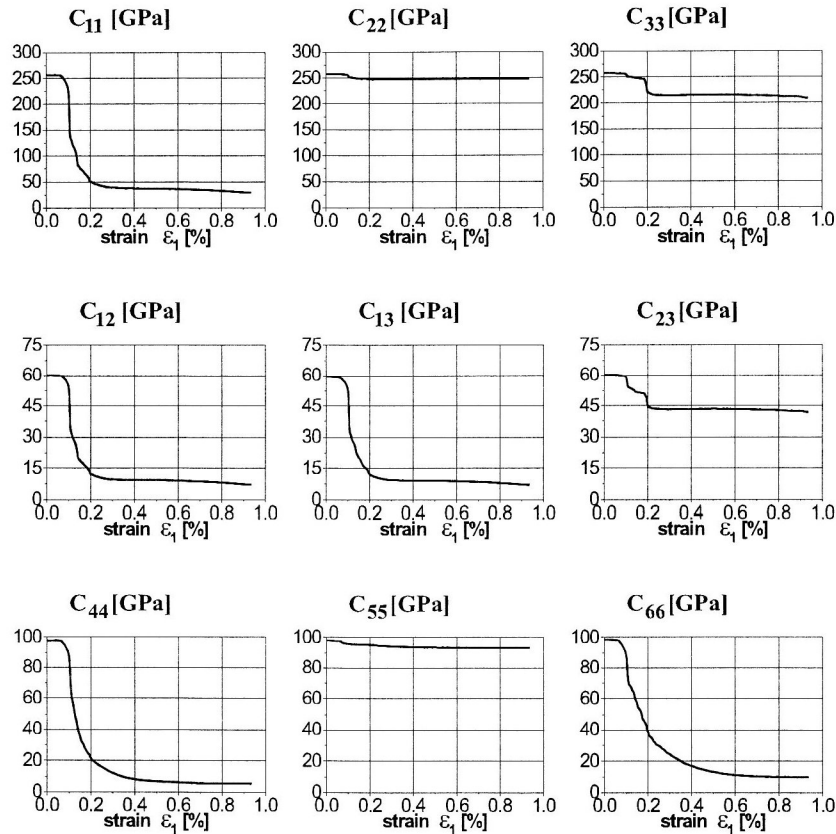 C11 [GPa] C22[GPa] C33[GPa]
300 300 300
250 250 250
200 200 200
150 150 150
100 100 100
50 50 50
0 0 0
0.0 0.2 0.4 0.6 0.8 1.0 0.0 0.2 0.4 0.6 0.8 1.0 0.0 0.2 0.4 0.6 0.8 1.0
strain ε1 [%] strain ε1 [%] strain ε1 [%]
C12 [GPa] C13 [GPa] C23 [GPa]
75 75 75
60 60 60
45 45 45
30 30 30
15 15 15
0 0 0
0.0 0.2 0.4 0.6 0.8 1.0 0.0 0.2 0.4 0.6 0.8 1.0 0.0 0.2 0.4 0.6 0.8 1.0
strain ε1 [%] strain ε1 [%] strain ε1 [%]
C44[GPa] C55[GPa] C66[GPa]
100 100 100
80 80 80
60 60 60
40 40 40
20 20 20
0 0 0
0.0 0.2 0.4 0.6 0.8 1.0 0.0 0.2 0.4 0.6 0.8 1.0 0.0 0.2 0.4 0.6 0.8 1.0
strain ε1 [%] strain ε1 [%] strain ε1 [%]